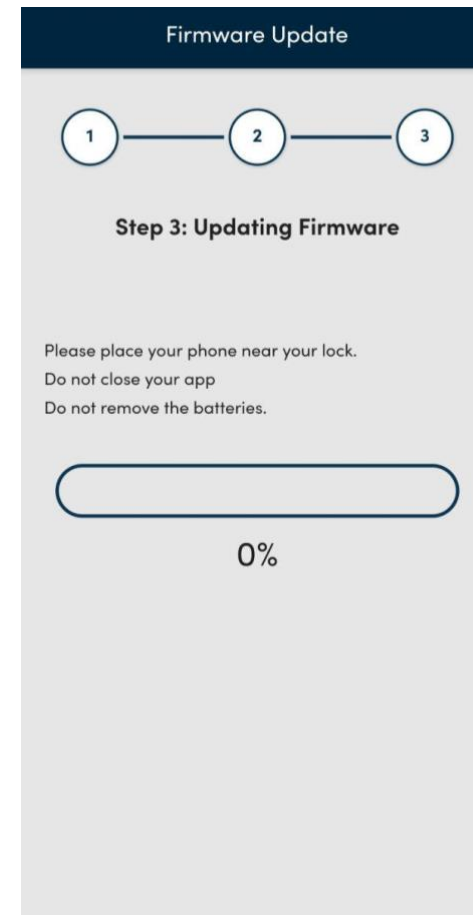 Firmware Update
1 2 3
Step 3: Updating Firmware
Please place your phone near your lock.
Do not close your app
Do not remove the batteries.
0%